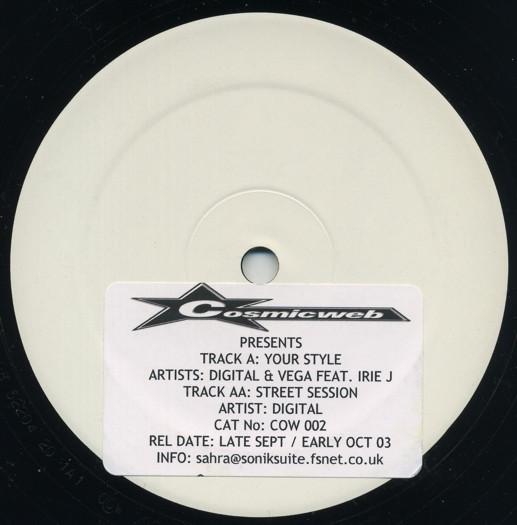 Cosmicweb
PRESENTS
TRACK A: YOUR STYLE
ARTISTS: DIGITAL & VEGA FEAT. IRIE J
TRACK AA: STREET SESSION
ARTIST: DIGITAL
CAT No: COW 002
REL DATE: LATE SEPT / EARLY OCT 03
INFO: sahra@soniksuite.fsnet.co.uk